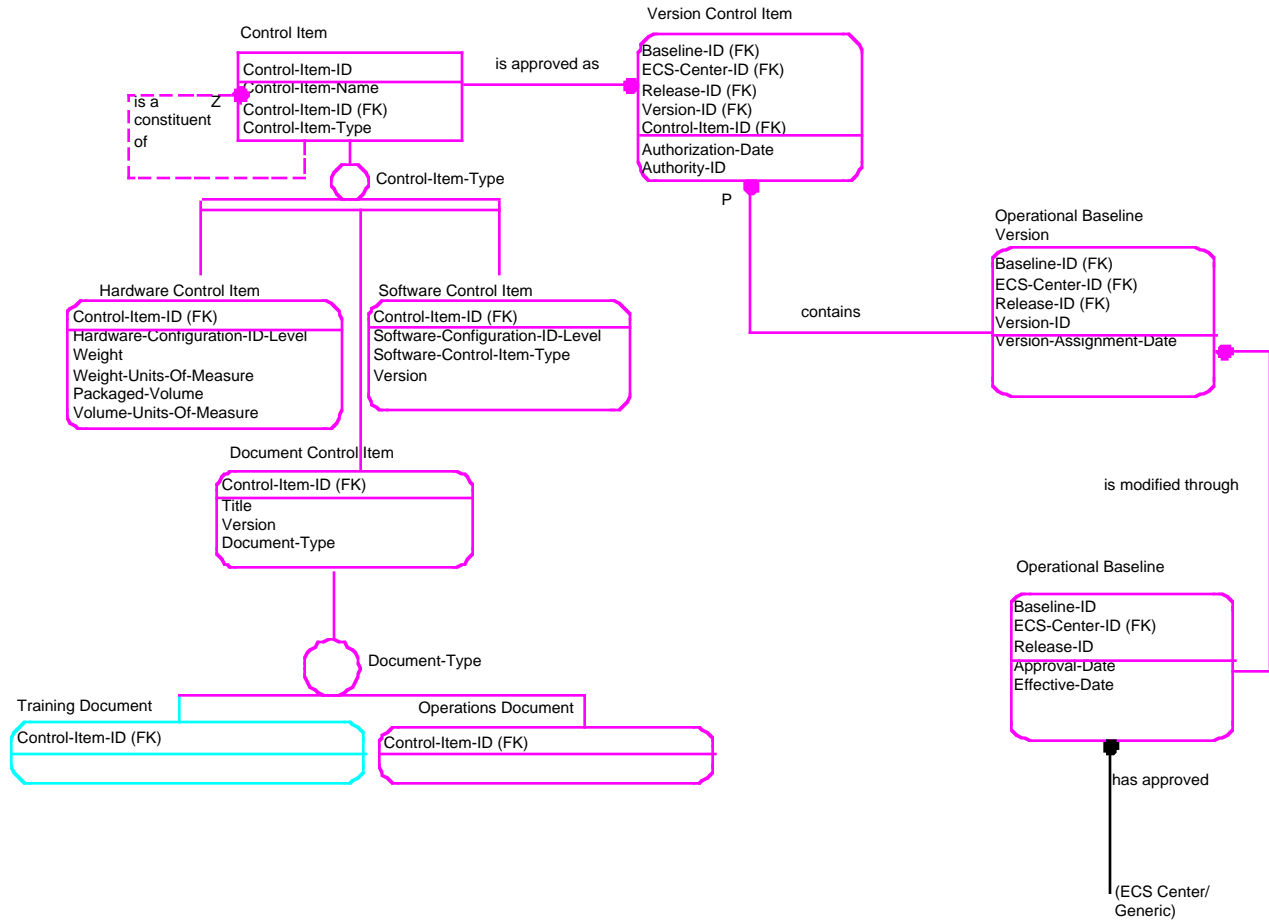 Control Item
Control-Item-ID
Control-Item-Name
Control-Item-ID (FK)
Control-Item-Type
is a
constituent
of
Z
is approved as
Version Control Item
Baseline-ID (FK)
ECS-Center-ID (FK)
Release-ID (FK)
Version-ID (FK)
Control-Item-ID (FK)
Authorization-Date
Authority-ID
P
Control-Item-Type
Hardware Control Item
Control-Item-ID (FK)
Hardware-Configuration-ID-Level
Weight
Weight-Units-Of-Measure
Packaged-Volume
Volume-Units-Of-Measure
Software Control Item
Control-Item-ID (FK)
Software-Configuration-ID-Level
Software-Control-Item-Type
Version
contains
Operational Baseline
Version
Baseline-ID (FK)
ECS-Center-ID (FK)
Release-ID (FK)
Version-ID
Version-Assignment-Date
Document Control Item
Control-Item-ID (FK)
Title
Version
Document-Type
is modified through
Operational Baseline
Baseline-ID
ECS-Center-ID (FK)
Release-ID
Approval-Date
Effective-Date
Document-Type
Training Document
Control-Item-ID (FK)
Operations Document
Control-Item-ID (FK)
has approved
(ECS Center/
Generic)